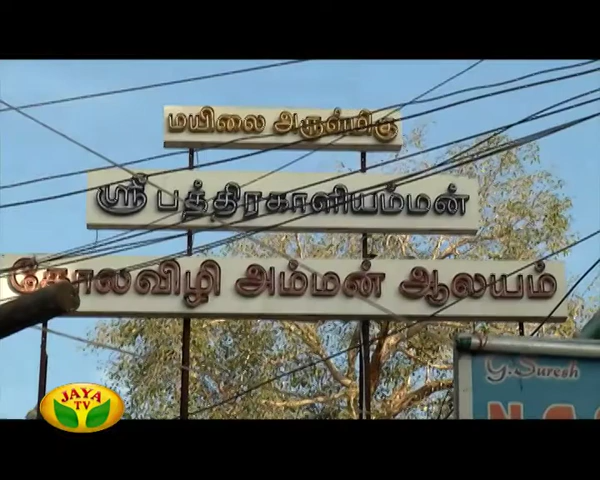 மயிலை அருள்மிகு
ஸ்ரீ பத்திரகாளியம்மன்
கோலவிழி அம்மன் ஆலயம்
G. Suresh
JAYA
TV